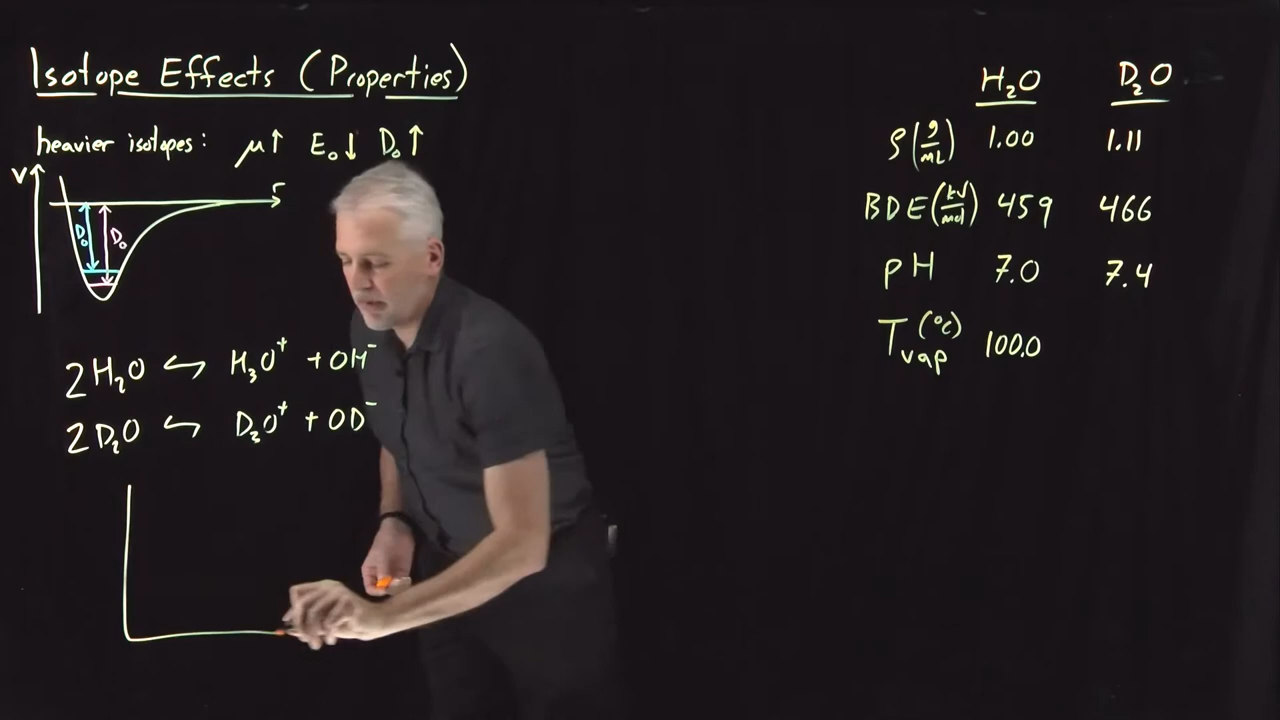 Isotope Effects (Properties)
heavier isotopes: μ↑ E₀↓ D₀↑
V
r
D₀ D₀
2H₂O ⇌ H₃O⁺ + OH⁻
2D₂O ⇌ D₃O⁺ + OD⁻
H₂O D₂O
ρ(g/mL) 1.00 1.11
BDE(kJ/mol) 459 466
pH 7.0 7.4
Tvap(°C) 100.0